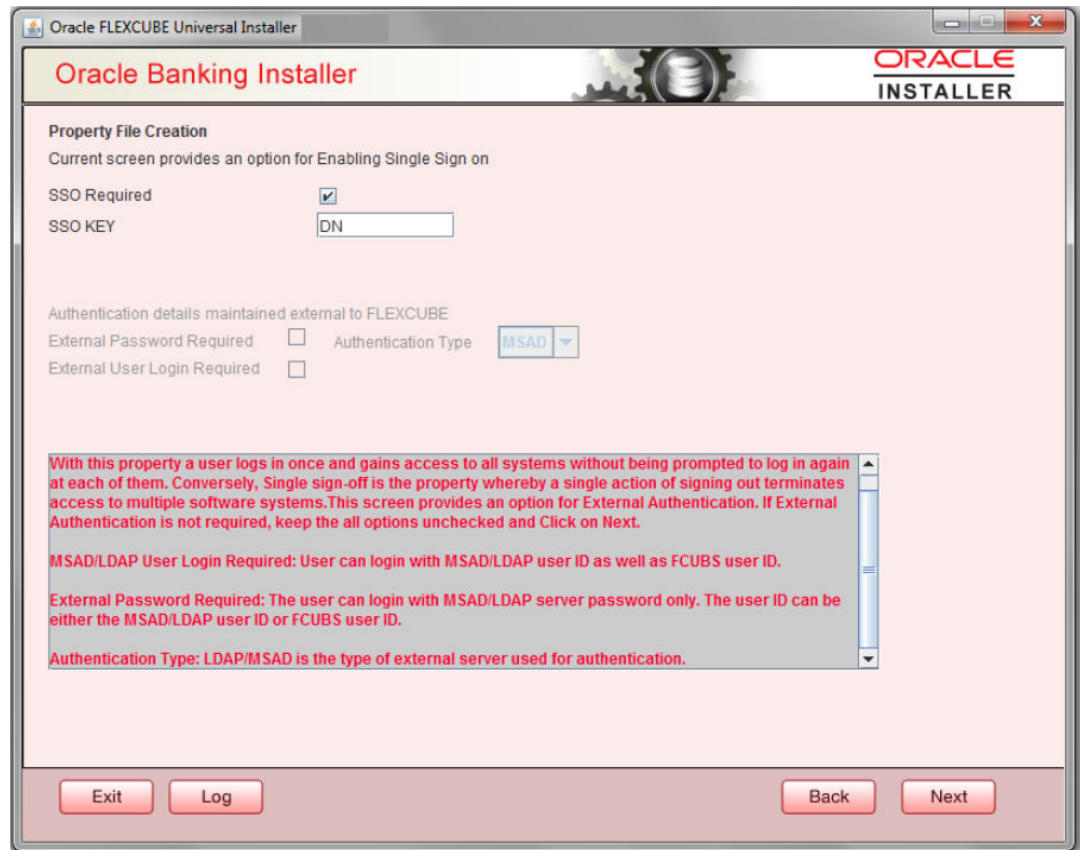 Oracle FLEXCUBE Universal Installer
Oracle Banking Installer
ORACLE
INSTALLER
Property File Creation
Current screen provides an option for Enabling Single Sign on
SSO Required
SSO KEY DN
Authentication details maintained external to FLEXCUBE
External Password Required Authentication Type MSAD
External User Login Required
With this property a user logs in once and gains access to all systems without being prompted to log in again
at each of them. Conversely, Single sign-off is the property whereby a single action of signing out terminates
access to multiple software systems.This screen provides an option for External Authentication. If External
Authentication is not required, keep the all options unchecked and Click on Next.
MSAD/LDAP User Login Required: User can login with MSAD/LDAP user ID as well as FCUBS user ID.
External Password Required: The user can login with MSAD/LDAP server password only. The user ID can be
either the MSAD/LDAP user ID or FCUBS user ID.
Authentication Type: LDAP/MSAD is the type of external server used for authentication.
Exit Log Back Next